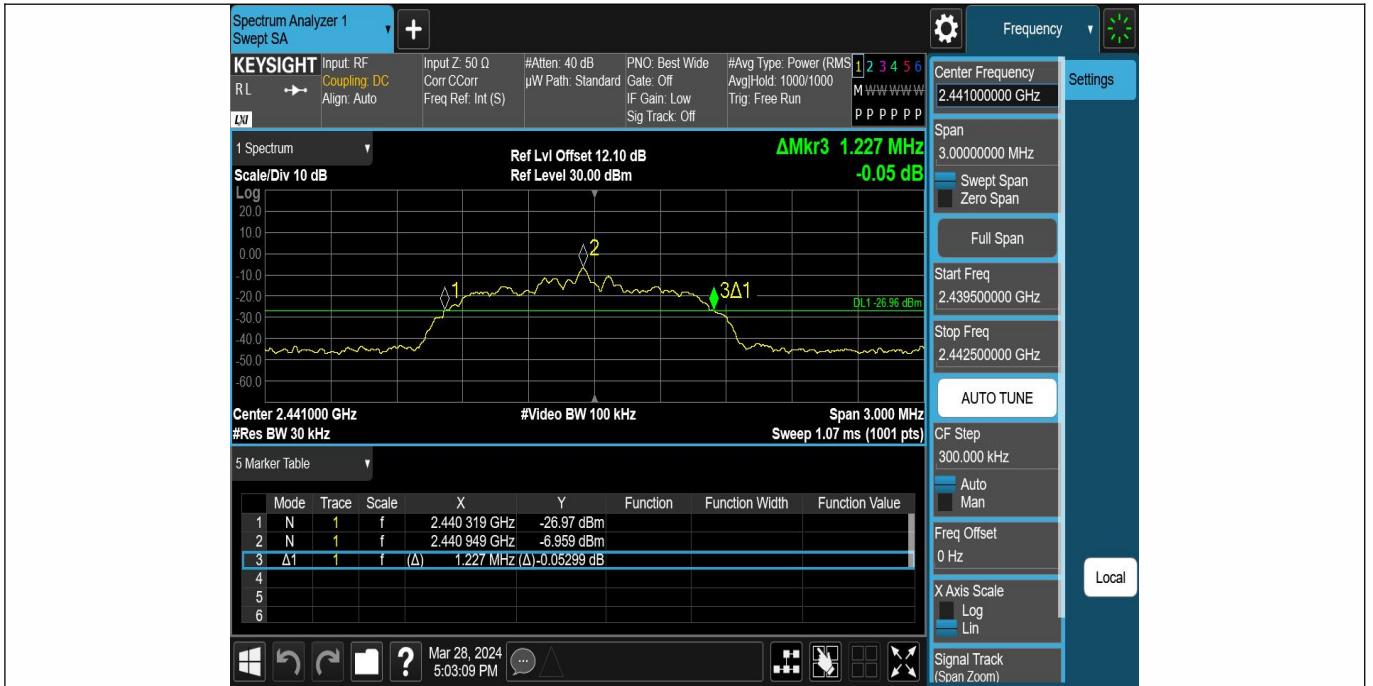 Spectrum Analyzer 1
Swept SA
+
Frequency
KEYSIGHT
RL
LXI
Input: RF
Coupling: DC
Align: Auto
Input Z: 50 Ω
Corr CCorr
Freq Ref: Int (S)
#Atten: 40 dB
µW Path: Standard
PNO: Best Wide
Gate: Off
IF Gain: Low
Sig Track: Off
#Avg Type: Power (RMS
Avg|Hold: 1000/1000
Trig: Free Run
1 2 3 4 5 6
M W W W W W
P P P P P P
1 Spectrum
Scale/Div 10 dB
Ref Lvl Offset 12.10 dB
Ref Level 30.00 dBm
ΔMkr3 1.227 MHz
-0.05 dB
Log
20.0
10.0
0.00
-10.0
-20.0
-30.0
-40.0
-50.0
-60.0
1
2
3Δ1
DL1 -26.96 dBm
Center 2.441000 GHz
#Video BW 100 kHz
Span 3.000 MHz
#Res BW 30 kHz
Sweep 1.07 ms (1001 pts)
5 Marker Table
Mode Trace Scale X Y Function Function Width Function Value
1 N 1 f 2.440 319 GHz -26.97 dBm
2 N 1 f 2.440 949 GHz -6.959 dBm
3 Δ1 1 f (Δ) 1.227 MHz (Δ) -0.05299 dB
4
5
6
?
Mar 28, 2024
5:03:09 PM
Center Frequency
2.441000000 GHz
Settings
Span
3.00000000 MHz
Swept Span
Zero Span
Full Span
Start Freq
2.439500000 GHz
Stop Freq
2.442500000 GHz
AUTO TUNE
CF Step
300.000 kHz
Auto
Man
Freq Offset
0 Hz
Local
X Axis Scale
Log
Lin
Signal Track
(Span Zoom)